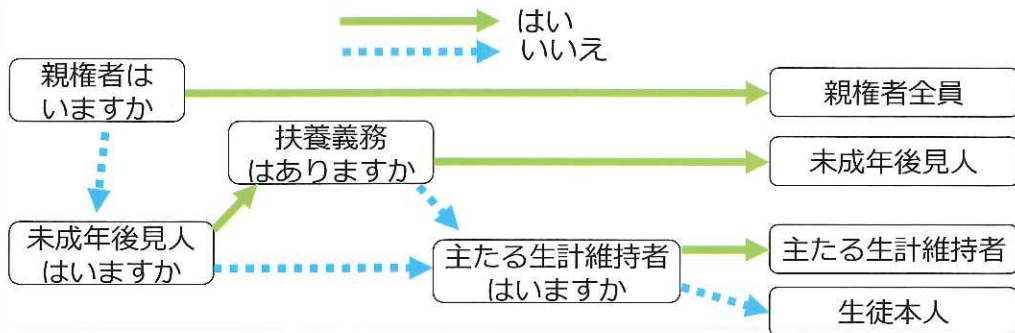 はい
いいえ
親権者は
いますか
親権者全員
扶養義務
はありますか
未成年後見人
未成年後見人
はいますか
主たる生計維持者
はいますか
主たる生計維持者
生徒本人